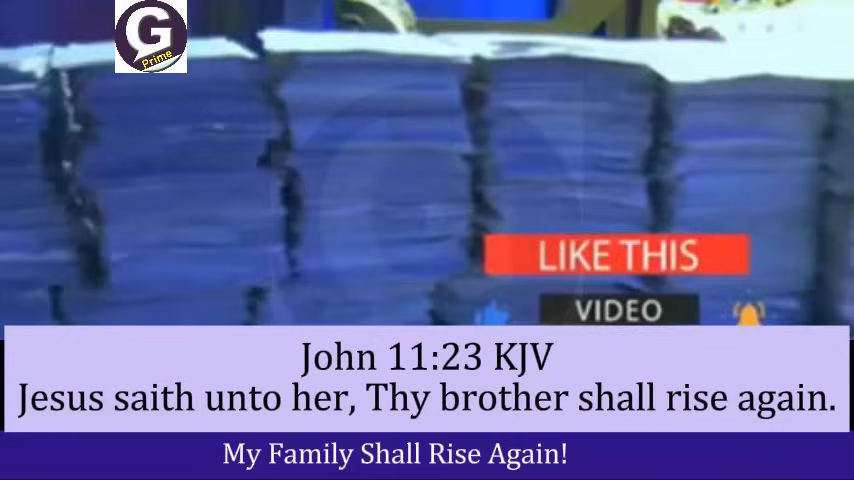 G
Prime
LIKE THIS
VIDEO
John 11:23 KJV
Jesus saith unto her, Thy brother shall rise again.
My Family Shall Rise Again!